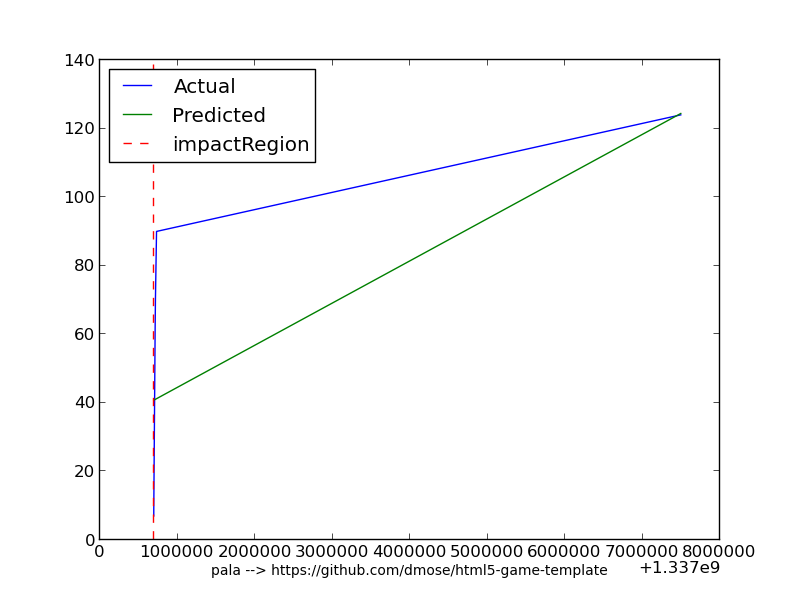 140
120
100
80
60
40
20
0
Actual
Predicted
impactRegion
0 1000000 2000000 3000000 4000000 5000000 6000000 7000000 8000000
+1.337e9
pala --> https://github.com/dmose/html5-game-template